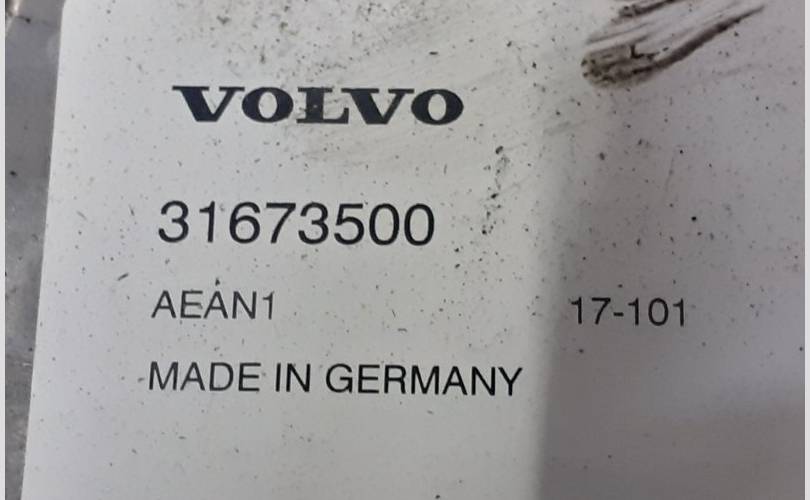 VOLVO
31673500
AEAN1 17-101
MADE IN GERMANY